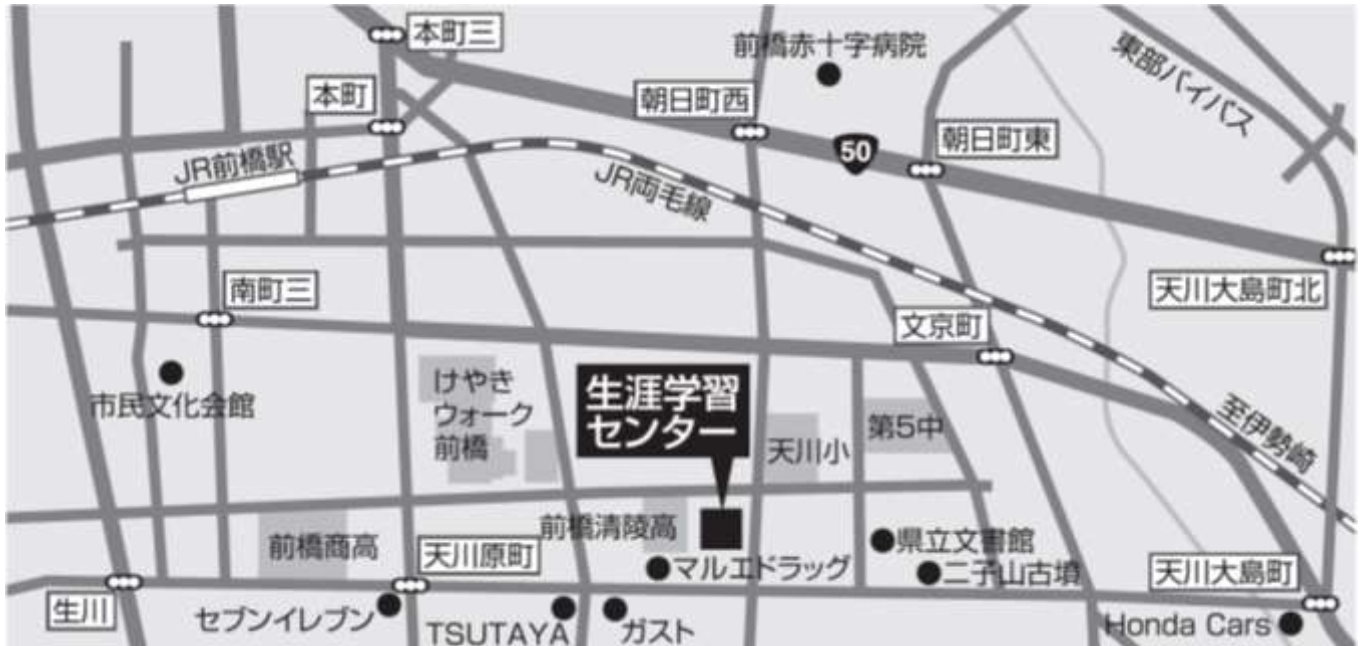 本町三
前橋赤十字病院
東部バイパス
本町
朝日町西
朝日町東
50
JR前橋駅
JR両毛線
南町三
天川大島町北
文京町
市民文化会館
けやき
ウォーク
前橋
生涯学習
センター
天川小
第5中
至伊勢崎
前橋商高
天川原町
前橋清陵高
マルエドラッグ
県立文書館
二子山古墳
天川大島町
生川
セブンイレブン
TSUTAYA
ガスト
Honda Cars